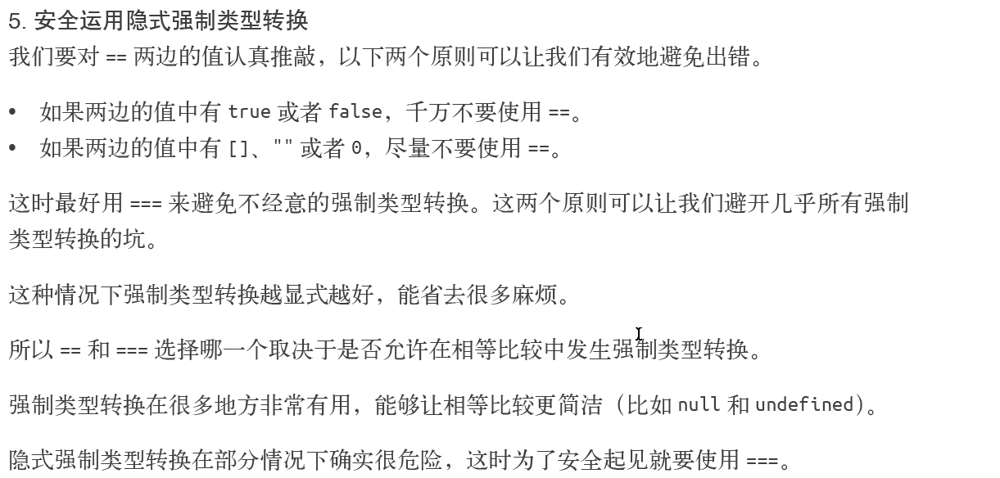 5. 安全运用隐式强制类型转换
我们要对 == 两边的值认真推敲，以下两个原则可以让我们有效地避免出错。
• 如果两边的值中有 true 或者 false，千万不要使用 ==。
• 如果两边的值中有 []、"" 或者 0，尽量不要使用 ==。
这时最好用 === 来避免不经意的强制类型转换。这两个原则可以让我们避开几乎所有强制
类型转换的坑。
这种情况下强制类型转换越显式越好，能省去很多麻烦。
所以 == 和 === 选择哪一个取决于是否允许在相等比较中发生强制类型转换。
强制类型转换在很多地方非常有用，能够让相等比较更简洁（比如 null 和 undefined）。
隐式强制类型转换在部分情况下确实很危险，这时为了安全起见就要使用 ===。